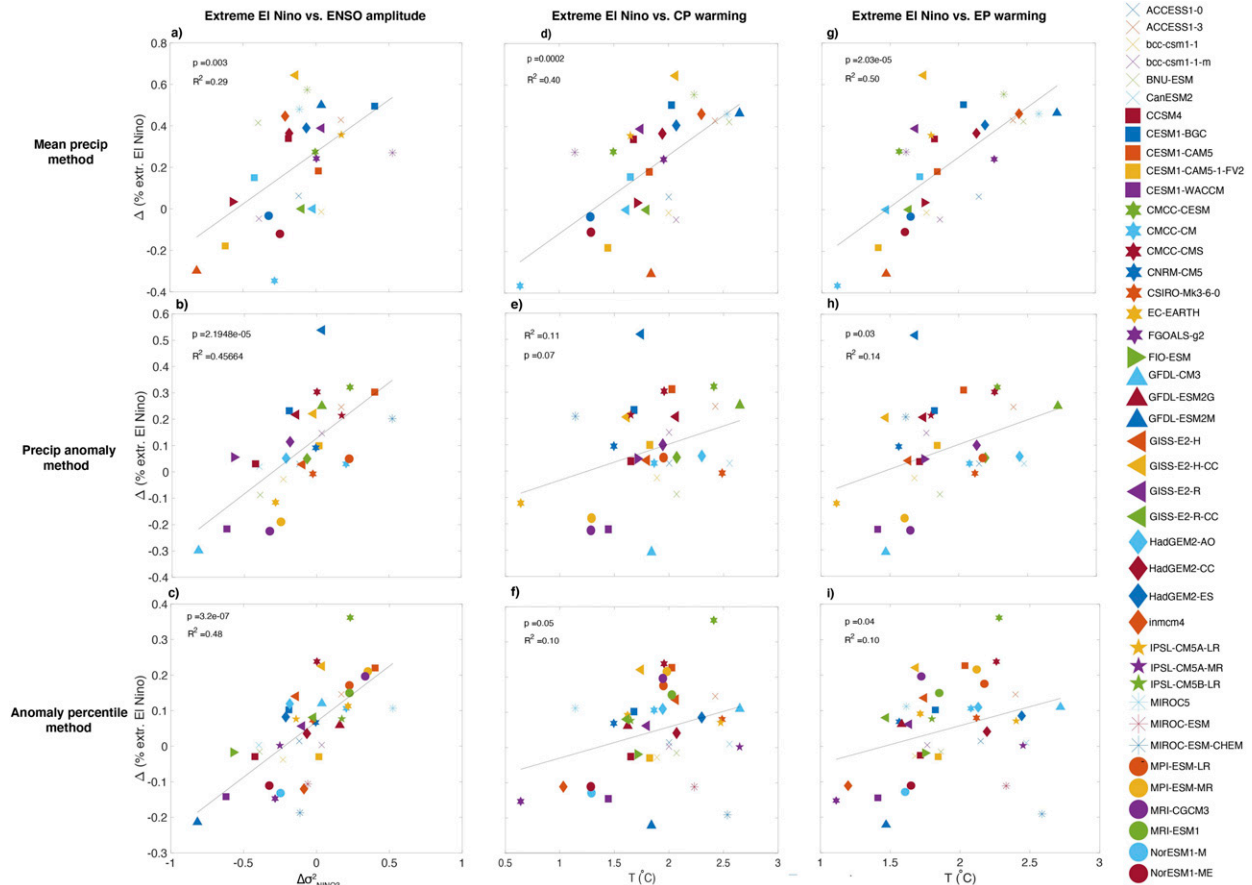 Extreme El Nino vs. ENSO amplitude
Extreme El Nino vs. CP warming
Extreme El Nino vs. EP warming
Mean precip
method
Precip anomaly
method
Anomaly percentile
method
a)
p =0.003
R² =0.29
Δ (% extr. El Nino)
0.8
0.6
0.4
0.2
0
-0.2
-0.4
d)
p =0.0002
R² =0.40
g)
p =2.03e-05
R² =0.50
b)
p =2.1948e-05
R² =0.45664
Δ (% extr. El Nino)
0.6
0.5
0.4
0.3
0.2
0.1
0
-0.1
-0.2
-0.3
-0.4
e)
R² =0.11
p =0.07
h)
p =0.03
R² =0.14
c)
p =3.2e-07
R² =0.48
Δ (% extr. El Nino)
0.4
0.3
0.2
0.1
0
-0.1
-0.2
-0.3
-1
-0.5
0
0.5
1
Δσ²NINO3
f)
p =0.05
R² =0.10
0.5
1
1.5
2
2.5
3
T (°C)
i)
p =0.04
R² =0.10
1
1.5
2
2.5
3
T (°C)
ACCESS1-0
ACCESS1-3
bcc-csm1-1
bcc-csm1-1-m
BNU-ESM
CanESM2
CCSM4
CESM1-BGC
CESM1-CAM5
CESM1-CAM5-1-FV2
CESM1-WACCM
CMCC-CESM
CMCC-CM
CMCC-CMS
CNRM-CM5
CSIRO-Mk3-6-0
EC-EARTH
FGOALS-g2
FIO-ESM
GFDL-CM3
GFDL-ESM2G
GFDL-ESM2M
GISS-E2-H
GISS-E2-H-CC
GISS-E2-R
GISS-E2-R-CC
HadGEM2-AO
HadGEM2-CC
HadGEM2-ES
inmcm4
IPSL-CM5A-LR
IPSL-CM5A-MR
IPSL-CM5B-LR
MIROC5
MIROC-ESM
MIROC-ESM-CHEM
MPI-ESM-LR
MPI-ESM-MR
MRI-CGCM3
MRI-ESM1
NorESM1-M
NorESM1-ME